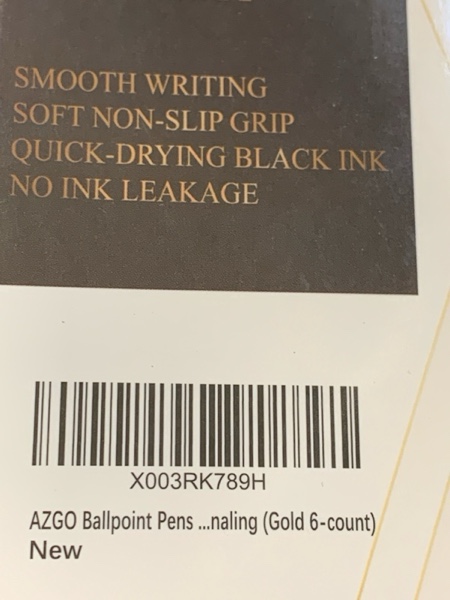 SMOOTH WRITING
SOFT NON-SLIP GRIP
QUICK-DRYING BLACK INK
NO INK LEAKAGE
X003RK789H
AZGO Ballpoint Pens ...naling (Gold 6-count)
New